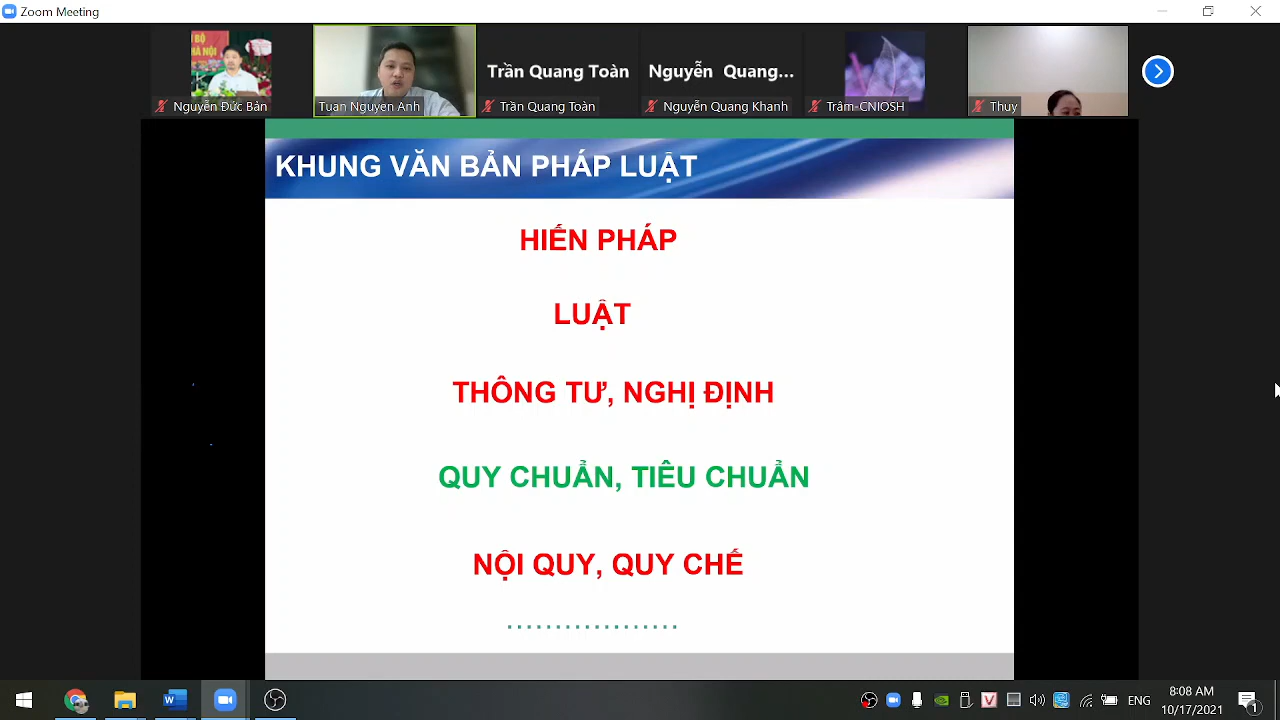 Zoom Meeting
Trần Quang Toàn
Nguyễn Quang...
Nguyễn Đức Bản
Tuan Nguyen Anh
Trần Quang Toàn
Nguyễn Quang Khanh
Trâm-CNIOSH
Thuy
KHUNG VĂN BẢN PHÁP LUẬT
HIẾN PHÁP
LUẬT
THÔNG TƯ, NGHỊ ĐỊNH
QUY CHUẨN, TIÊU CHUẨN
NỘI QUY, QUY CHẾ
..................
ENG
8:08 AM
10/17/2021